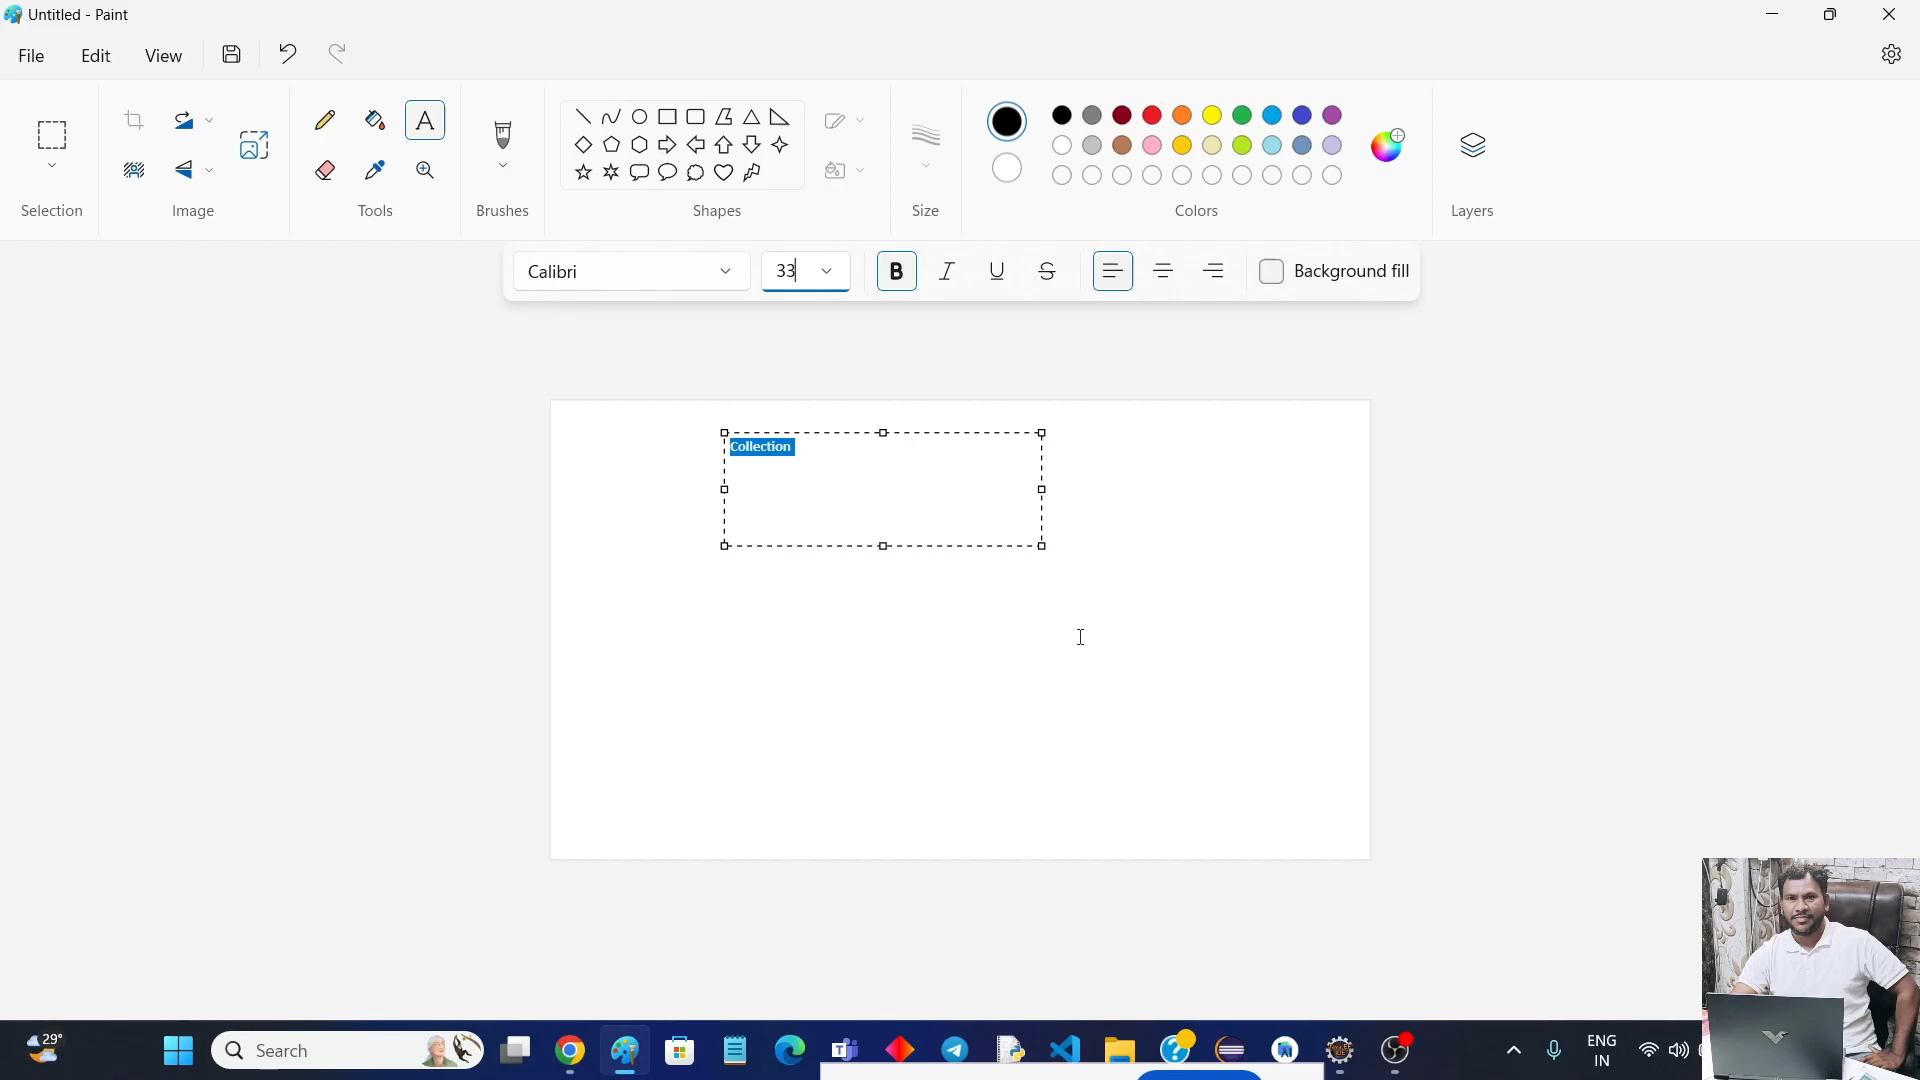 Untitled - Paint
File Edit View
Selection Image Tools Brushes Shapes Size Colors Layers
Calibri 33 B I U S Background fill
Collection
29° Search ENG
IN